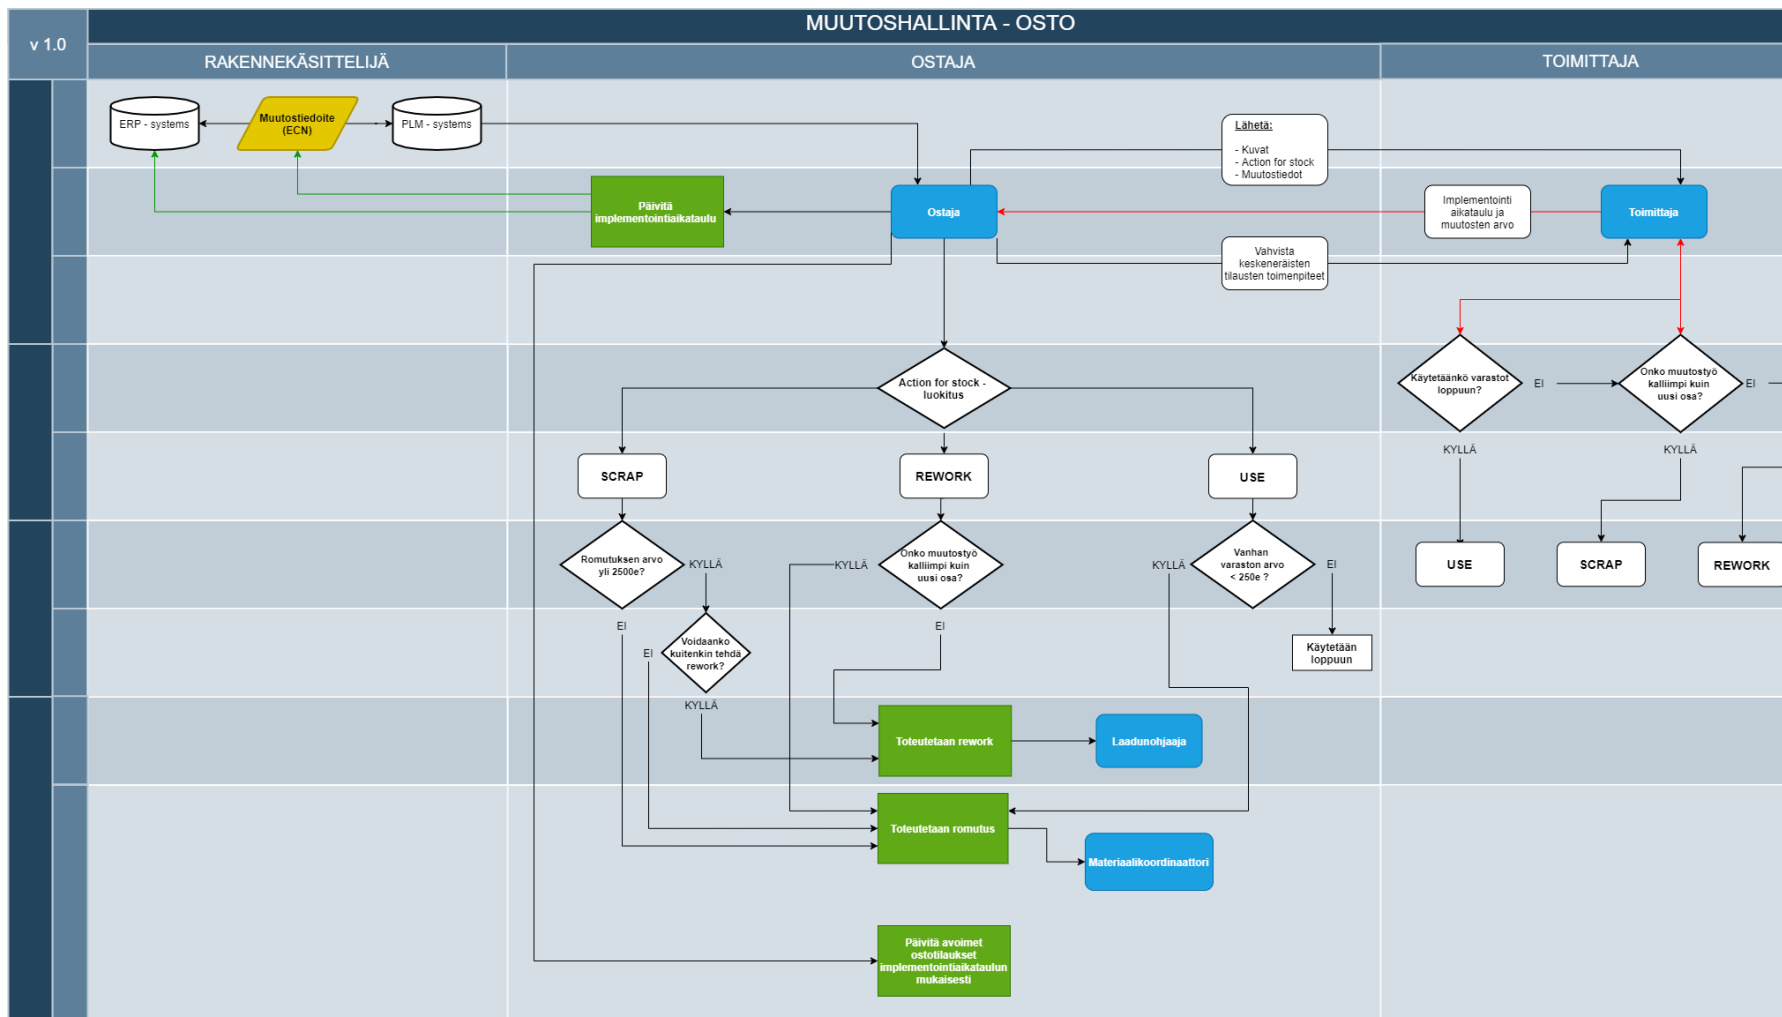 MUUTOSHALLINTA - OSTO
v 1.0
RAKENNEKÄSITTELIJÄ
OSTAJA
TOIMITTAJA
ERP - systems
Muutostiedoite
(ECN)
PLM - systems
Lähetä:
- Kuvat
- Action for stock
- Muutostiedot
Päivitä
implementointiaikataulu
Ostaja
Implementointi
aikataulu ja
muutosten arvo
Toimittaja
Vahvista
keskeneräisten
tilausten toimenpiteet
Action for stock -
luokitus
Käytetäänkö varastot
loppuun?
EI
Onko muutostyö
kalliimpi kuin
uusi osa?
EI
KYLLÄ
KYLLÄ
SCRAP
REWORK
USE
Romutuksen arvo
yli 2500e?
KYLLÄ
KYLLÄ
Onko muutostyö
kalliimpi kuin
uusi osa?
KYLLÄ
Vanhan
varaston arvo
< 250e ?
EI
USE
SCRAP
REWORK
EI
EI
Voidaanko
kuitenkin tehdä
rework?
EI
Käytetään
loppuun
KYLLÄ
Toteutetaan rework
Laadunohjaaja
Toteutetaan romutus
Materiaalikoordinaattori
Päivitä avoimet
ostotilaukset
implementointiaikataulun
mukaisesti